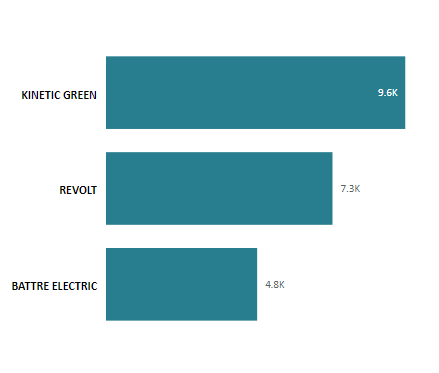 KINETIC GREEN
9.6K
REVOLT
7.3K
BATTRE ELECTRIC
4.8K